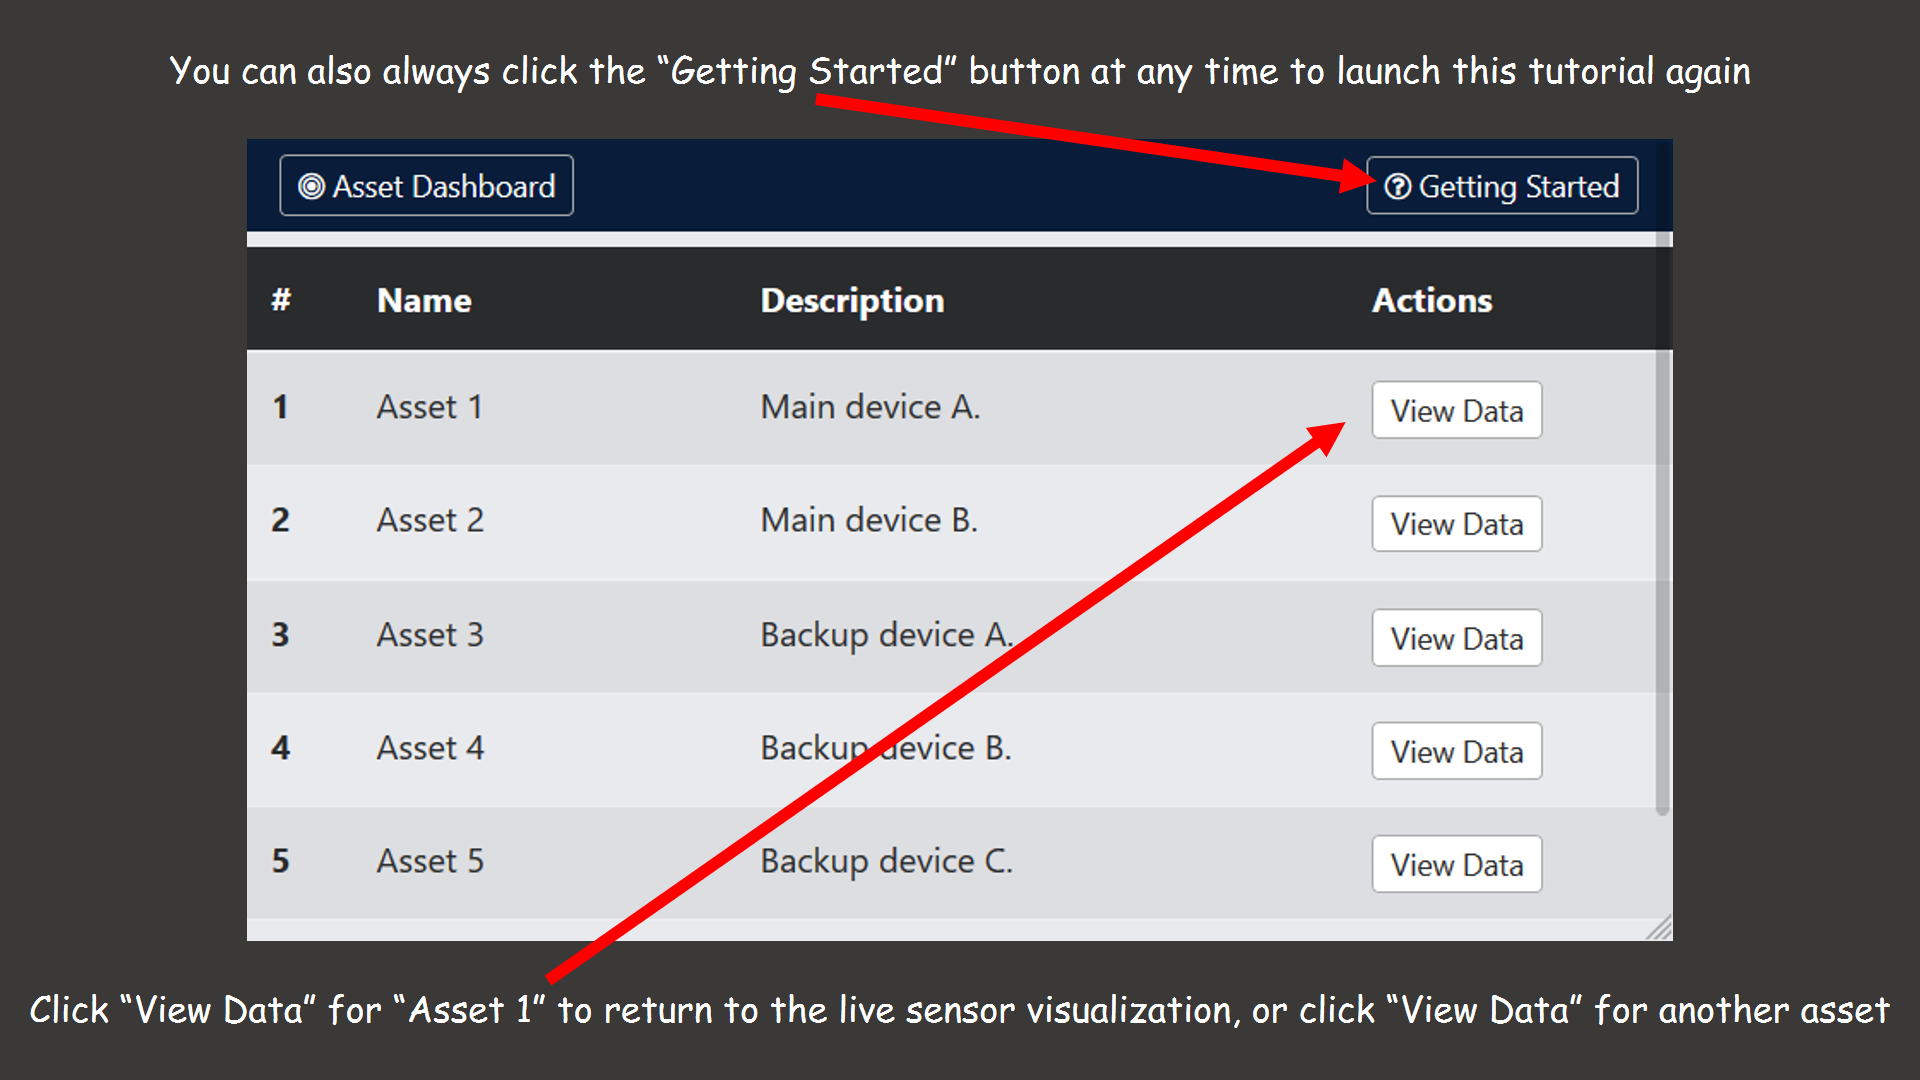 You can also always click the “Getting Started” button at any time to launch this tutorial again
Asset Dashboard Getting Started
# Name Description Actions
1 Asset 1 Main device A. View Data
2 Asset 2 Main device B. View Data
3 Asset 3 Backup device A. View Data
4 Asset 4 Backup device B. View Data
5 Asset 5 Backup device C. View Data
Click “View Data” for “Asset 1” to return to the live sensor visualization, or click “View Data” for another asset